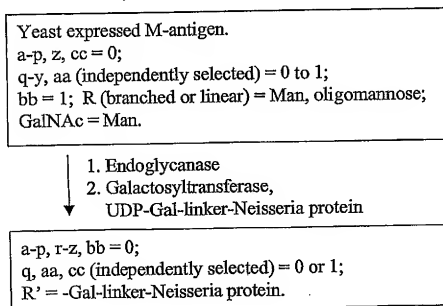 Yeast expressed M-antigen.
a-p, z, cc = 0;
q-y, aa (independently selected) = 0 to 1;
bb = 1; R (branched or linear) = Man, oligomannose;
GalNAc = Man.
1. Endoglycanase
2. Galactosyltransferase,
UDP-Gal-linker-Neisseria protein
a-p, r-z, bb = 0;
q, aa, cc (independently selected) = 0 or 1;
R' = -Gal-linker-Neisseria protein.